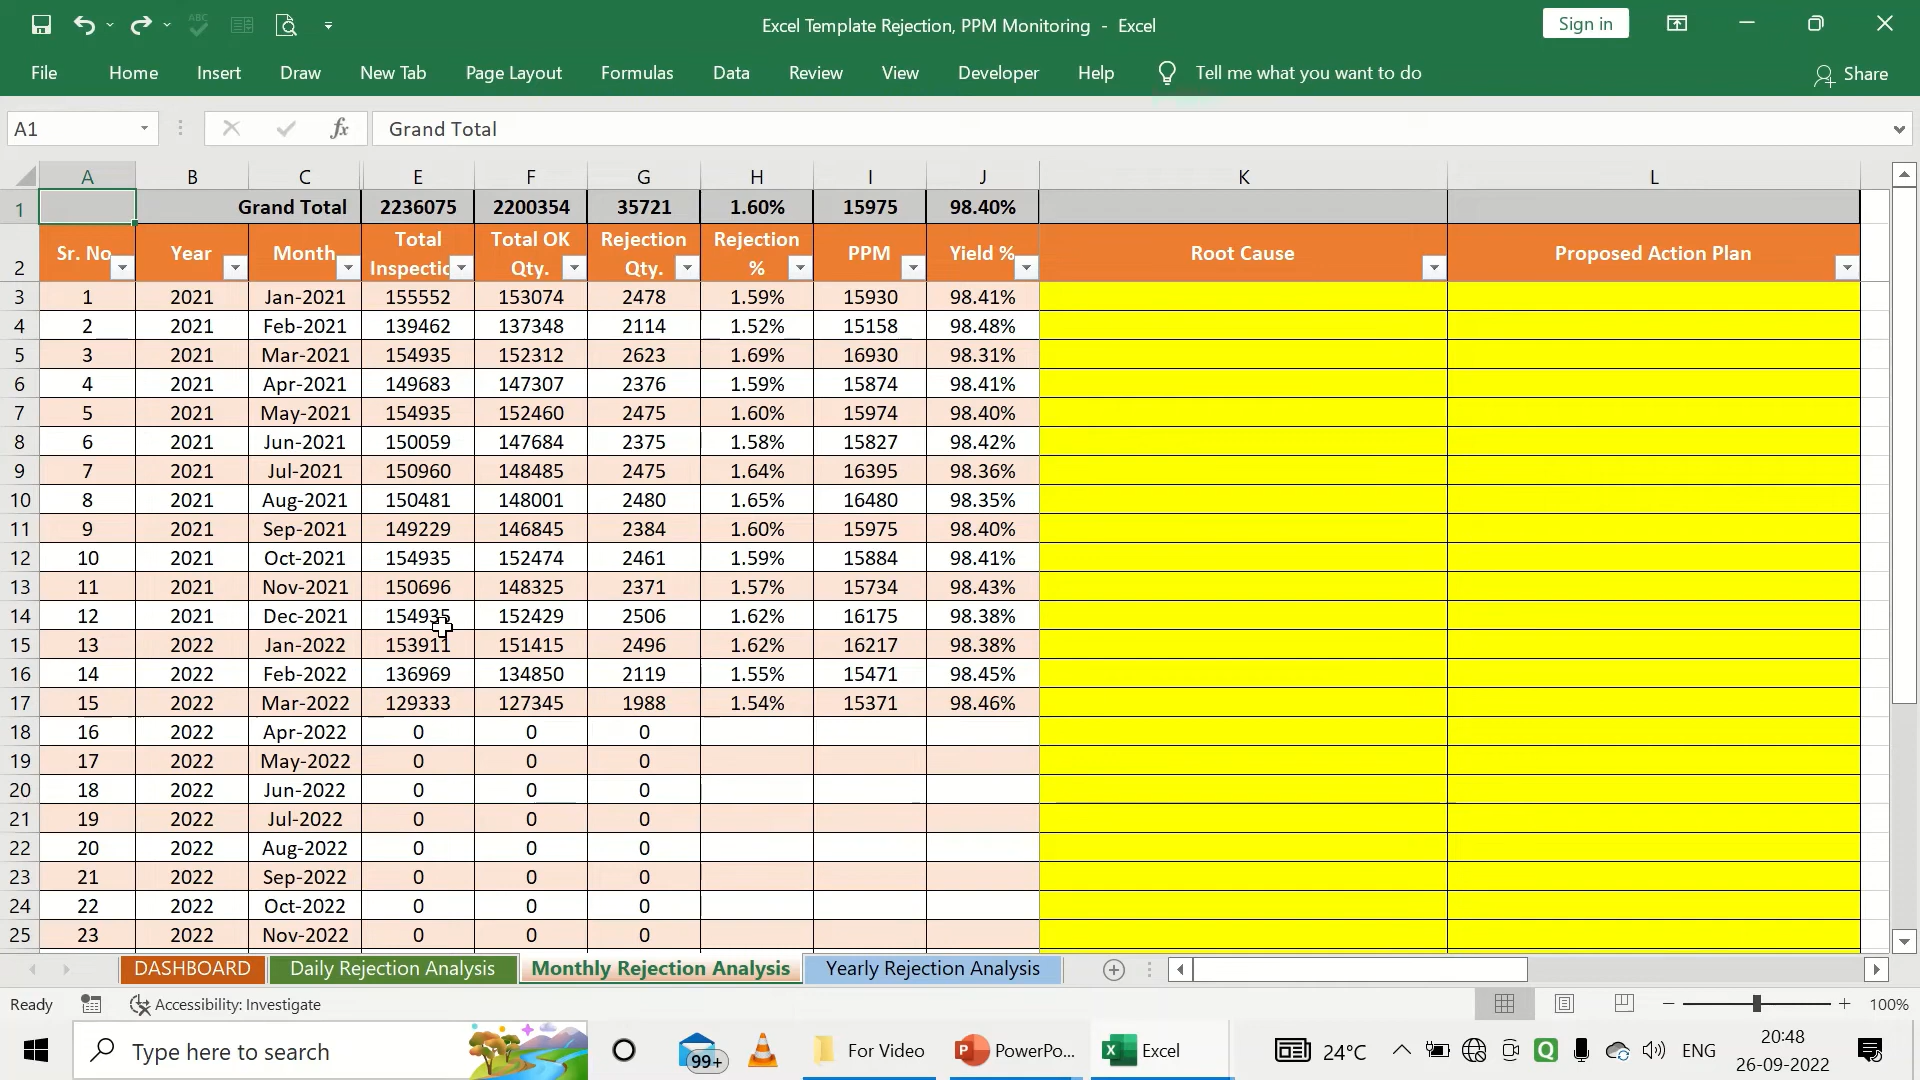 Excel Template Rejection, PPM Monitoring - Excel
Sign in
File Home Insert Draw New Tab Page Layout Formulas Data Review View Developer Help Tell me what you want to do Share
A1 fx Grand Total
A B C E F G H I J K L
1 Grand Total 2236075 2200354 35721 1.60% 15975 98.40%
2 Sr. No Year Month Total Inspectic Total OK Qty. Rejection Qty. Rejection % PPM Yield % Root Cause Proposed Action Plan
3 1 2021 Jan-2021 155552 153074 2478 1.59% 15930 98.41%
4 2 2021 Feb-2021 139462 137348 2114 1.52% 15158 98.48%
5 3 2021 Mar-2021 154935 152312 2623 1.69% 16930 98.31%
6 4 2021 Apr-2021 149683 147307 2376 1.59% 15874 98.41%
7 5 2021 May-2021 154935 152460 2475 1.60% 15974 98.40%
8 6 2021 Jun-2021 150059 147684 2375 1.58% 15827 98.42%
9 7 2021 Jul-2021 150960 148485 2475 1.64% 16395 98.36%
10 8 2021 Aug-2021 150481 148001 2480 1.65% 16480 98.35%
11 9 2021 Sep-2021 149229 146845 2384 1.60% 15975 98.40%
12 10 2021 Oct-2021 154935 152474 2461 1.59% 15884 98.41%
13 11 2021 Nov-2021 150696 148325 2371 1.57% 15734 98.43%
14 12 2021 Dec-2021 154935 152429 2506 1.62% 16175 98.38%
15 13 2022 Jan-2022 153911 151415 2496 1.62% 16217 98.38%
16 14 2022 Feb-2022 136969 134850 2119 1.55% 15471 98.45%
17 15 2022 Mar-2022 129333 127345 1988 1.54% 15371 98.46%
18 16 2022 Apr-2022 0 0 0
19 17 2022 May-2022 0 0 0
20 18 2022 Jun-2022 0 0 0
21 19 2022 Jul-2022 0 0 0
22 20 2022 Aug-2022 0 0 0
23 21 2022 Sep-2022 0 0 0
24 22 2022 Oct-2022 0 0 0
25 23 2022 Nov-2022 0 0 0
DASHBOARD Daily Rejection Analysis Monthly Rejection Analysis Yearly Rejection Analysis
Ready Accessibility: Investigate 100%
Type here to search 99+ For Video PowerPo... Excel 24°C ENG 20:48
26-09-2022